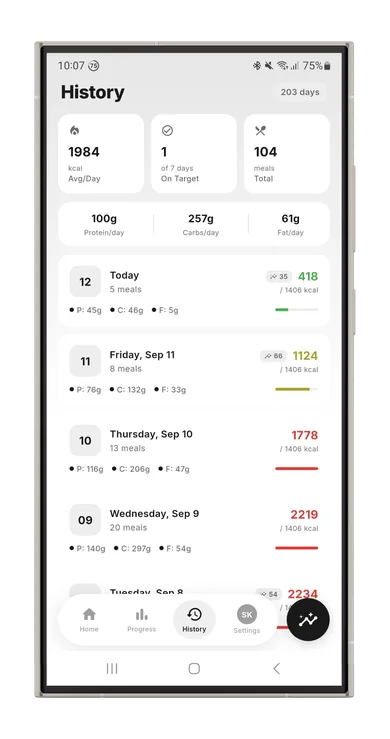 10:07 75 75%
History 203 days
1984 1 104
kcal of 7 days meals
Avg/Day On Target Total
100g 257g 61g
Protein/day Carbs/day Fat/day
12 Today 35 418
5 meals / 1406 kcal
P: 45g C: 46g F: 5g
11 Friday, Sep 11 66 1124
8 meals / 1406 kcal
P: 76g C: 132g F: 33g
10 Thursday, Sep 10 1778
13 meals / 1406 kcal
P: 116g C: 206g F: 47g
09 Wednesday, Sep 9 2219
20 meals / 1406 kcal
P: 140g C: 297g F: 54g
Tuesday, Sep 8 54 2234
SK
Home Progress History Settings